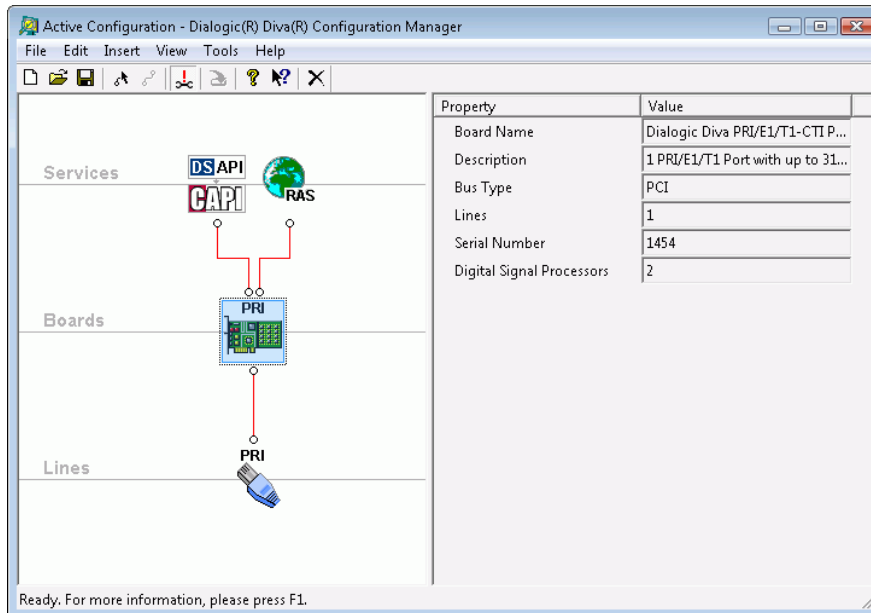 Active Configuration - Dialogic(R) Diva(R) Configuration Manager
File Edit Insert View Tools Help
Property Value
Board Name Dialogic Diva PRI/E1/T1-CTI P...
Description 1 PRI/E1/T1 Port with up to 31...
Bus Type PCI
Lines 1
Serial Number 1454
Digital Signal Processors 2
Services
DS API
CAPI
RAS
Boards
PRI
Lines
PRI
Ready. For more information, please press F1.